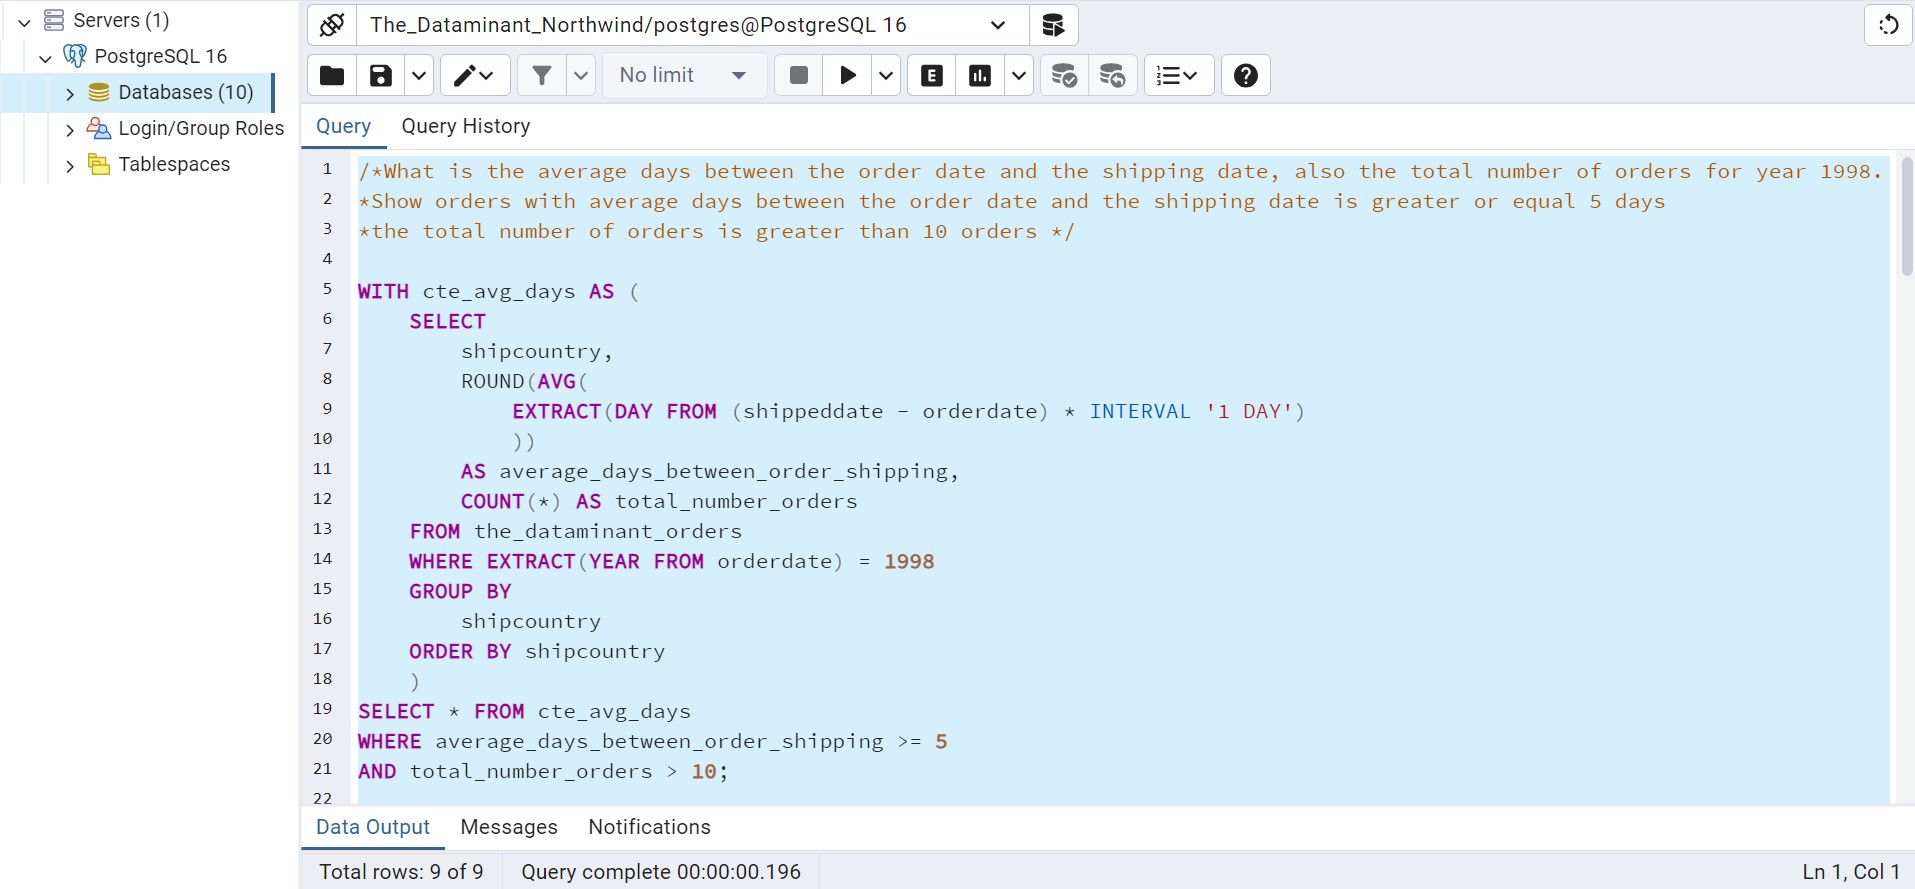 Servers (1)
PostgreSQL 16
Databases (10)
Login/Group Roles
Tablespaces
The_Dataminant_Northwind/postgres@PostgreSQL 16
No limit
E
Query
Query History
1 /*What is the average days between the order date and the shipping date, also the total number of orders for year 1998.
2 *Show orders with average days between the order date and the shipping date is greater or equal 5 days
3 *the total number of orders is greater than 10 orders */
4
5 WITH cte_avg_days AS (
6 SELECT
7 shipcountry,
8 ROUND(AVG(
9 EXTRACT(DAY FROM (shippeddate - orderdate) * INTERVAL '1 DAY')
10 ))
11 AS average_days_between_order_shipping,
12 COUNT(*) AS total_number_orders
13 FROM the_dataminant_orders
14 WHERE EXTRACT(YEAR FROM orderdate) = 1998
15 GROUP BY
16 shipcountry
17 ORDER BY shipcountry
18 )
19 SELECT * FROM cte_avg_days
20 WHERE average_days_between_order_shipping >= 5
21 AND total_number_orders > 10;
22
Data Output
Messages
Notifications
Total rows: 9 of 9
Query complete 00:00:00.196
Ln 1, Col 1